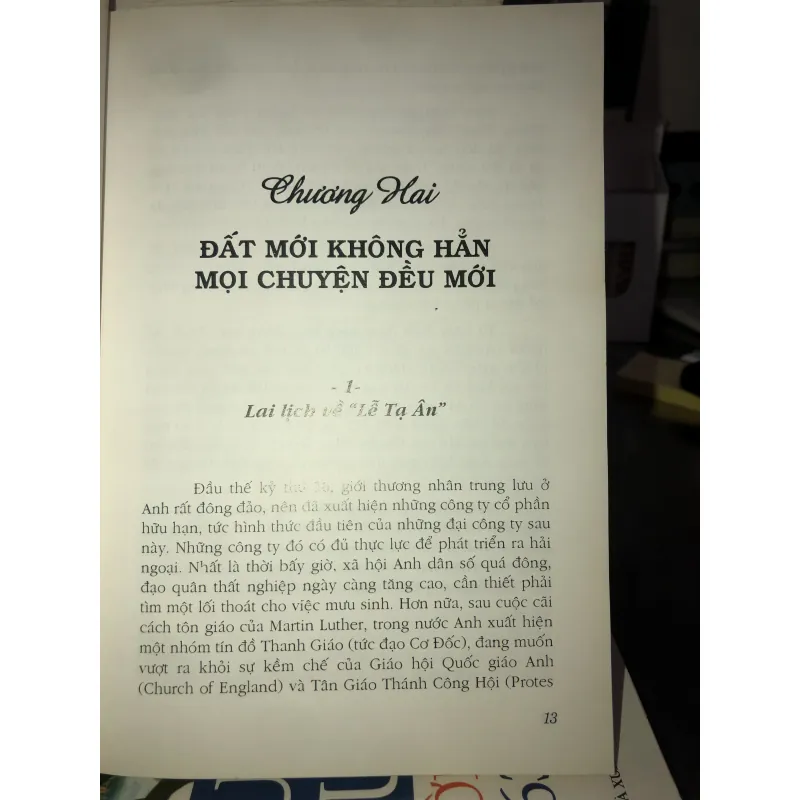 Chương Hai
ĐẤT MỚI KHÔNG HẲN
MỌI CHUYỆN ĐỀU MỚI
- 1-
Lai lịch về "Lễ Tạ Ân"
Đầu thế kỷ thứ giới thương nhân trung lưu ở
Anh rất đông đảo, nên đã xuất hiện những công ty cổ phần
hữu hạn, tức hình thức đầu tiên của những đại công ty sau
này. Những công ty đó có đủ thực lực để phát triển ra hải
ngoại. Nhất là thời bấy giờ, xã hội Anh dân số quá đông,
đạo quân thất nghiệp ngày càng tăng cao, cần thiết phải
tìm một lối thoát cho việc mưu sinh. Hơn nữa, sau cuộc cãi
cách tôn giáo của Martin Luther, trong nước Anh xuất hiện
một nhóm tín đồ Thanh Giáo (tức đạo Cơ Đốc), đang muốn
vượt ra khỏi sự kềm chế của Giáo hội Quốc giáo Anh
(Church of England) và Tân Giáo Thánh Công Hội (Protes
13